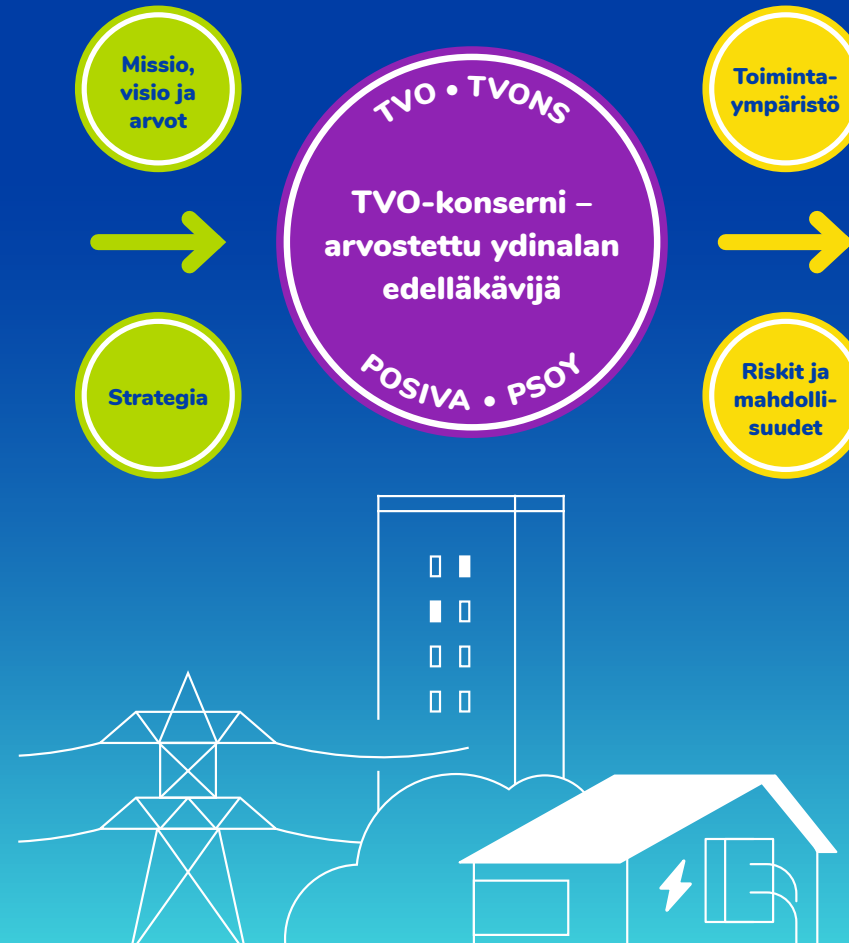 Missio,
visio ja
arvot
Strategia
TVO • TVONS
TVO-konserni –
arvostettu ydinalan
edelläkävijä
POSIVA • PSOY
Toiminta-
ympäristö
Riskit ja
mahdolli-
suudet